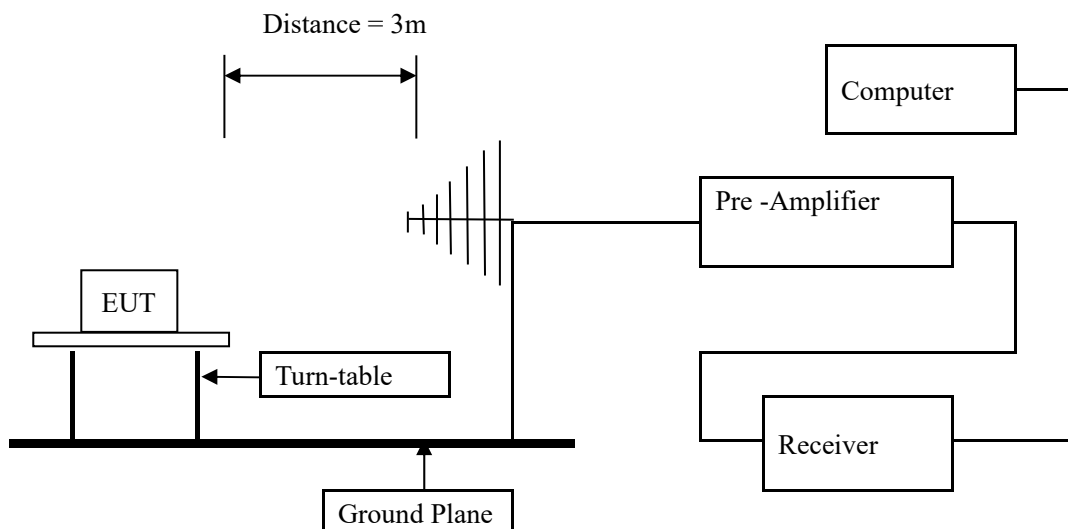 Distance = 3m
Computer
Pre -Amplifier
EUT
Turn-table
Receiver
Ground Plane